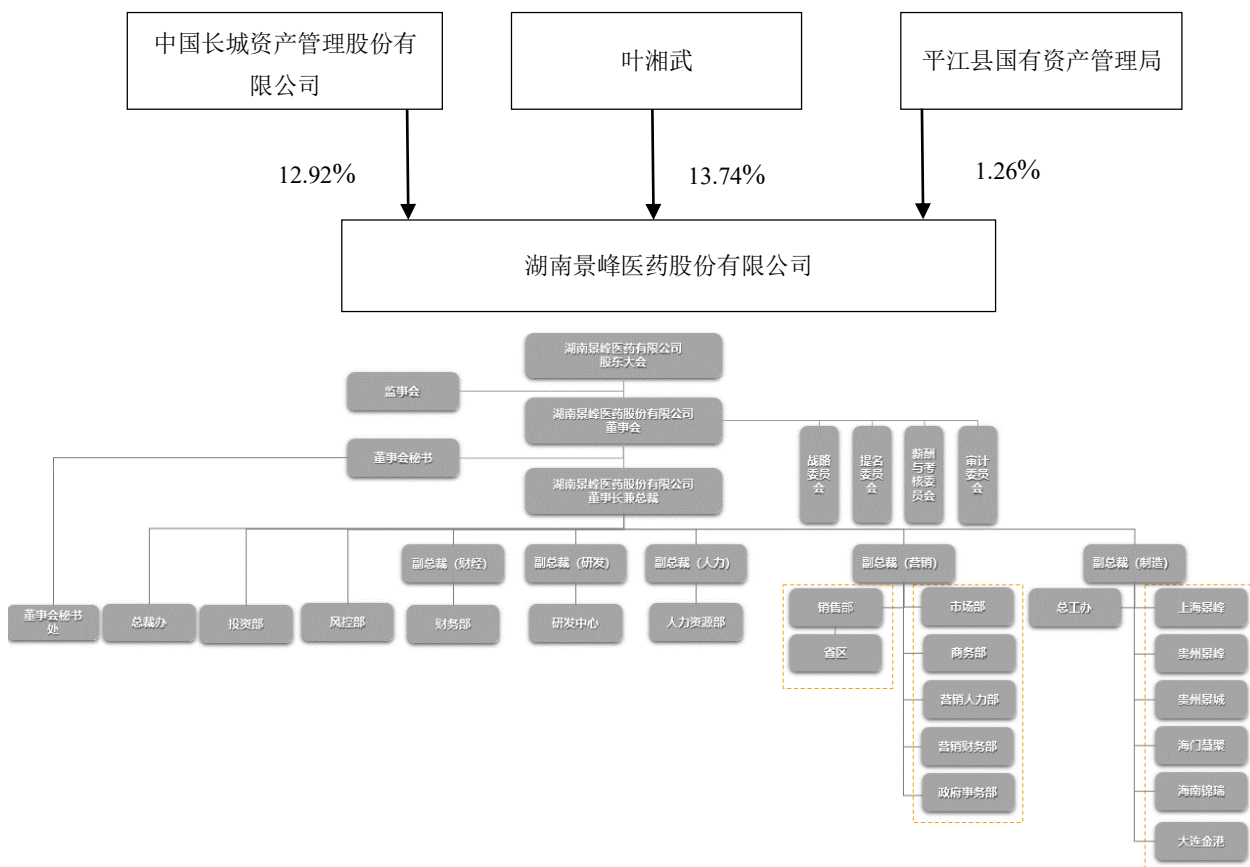 中国长城资产管理股份有
限公司
叶湘武
平江县国有资产管理局
12.92%
13.74%
1.26%
湖南景峰医药股份有限公司
湖南景峰医药有限公司
股东大会
监事会
湖南景峰医药股份有限公司
董事会
董事会秘书
湖南景峰医药股份有限公司
董事长兼总裁
战略
委员
会
提名
委员
会
薪酬
与考
核委
员会
审计
委员
会
副总裁（财经）
副总裁（研发）
副总裁（人力）
副总裁（营销）
副总裁（制造）
董事会秘书
处
总裁办
投资部
风控部
财务部
研发中心
人力资源部
销售部
省区
市场部
商务部
营销人力部
营销财务部
政府事务部
总工办
上海景峰
贵州景峰
贵州景诚
海门慧聚
海南锦瑞
大连金港